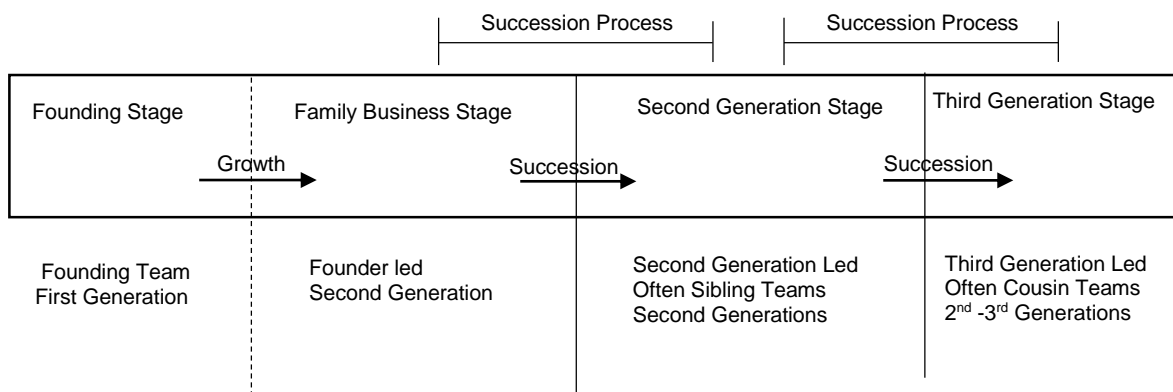 Succession Process
Succession Process
Founding Stage
Family Business Stage
Second Generation Stage
Third Generation Stage
Growth
Succession
Succession
Founding Team
First Generation
Founder led
Second Generation
Second Generation Led
Often Sibling Teams
Second Generations
Third Generation Led
Often Cousin Teams
2nd -3rd Generations